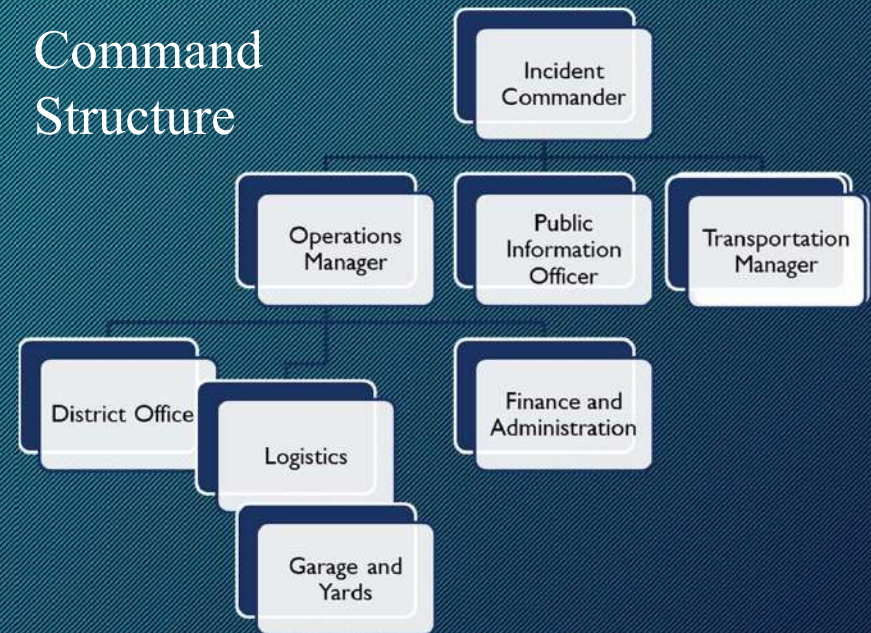 Command
Structure
Incident
Commander
Operations
Manager
Public
Information
Officer
Transportation
Manager
District Office
Logistics
Finance and
Administration
Garage and
Yards